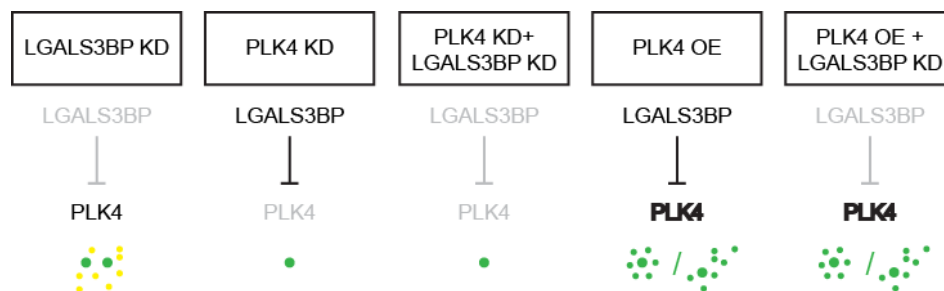 LGALS3BP KD
PLK4 KD
PLK4 KD+
LGALS3BP KD
PLK4 OE
PLK4 OE +
LGALS3BP KD
LGALS3BP
LGALS3BP
LGALS3BP
LGALS3BP
LGALS3BP
PLK4
PLK4
PLK4
PLK4
PLK4
/
/